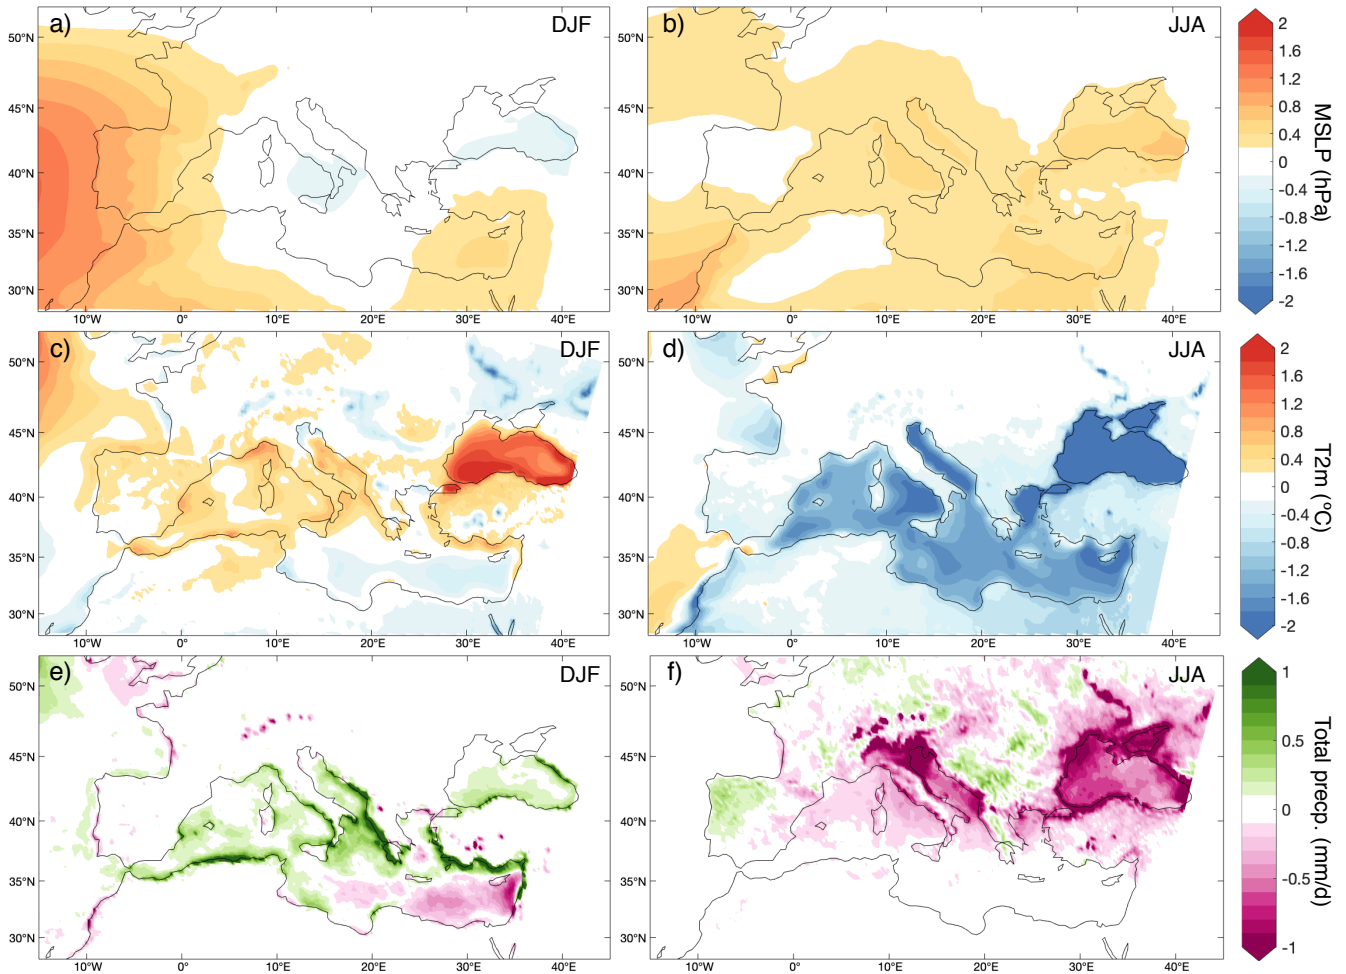 a) DJF
50°N
45°N
40°N
35°N
30°N
10°W 0° 10°E 20°E 30°E 40°E
b) JJA
50°N
45°N
40°N
35°N
30°N
10°W 0° 10°E 20°E 30°E 40°E
2
1.6
1.2
0.8
0.4
0
-0.4
-0.8
-1.2
-1.6
-2
MSLP (hPa)
c) DJF
50°N
45°N
40°N
35°N
30°N
10°W 0° 10°E 20°E 30°E 40°E
d) JJA
50°N
45°N
40°N
35°N
30°N
10°W 0° 10°E 20°E 30°E 40°E
2
1.6
1.2
0.8
0.4
0
-0.4
-0.8
-1.2
-1.6
-2
T2m (°C)
e) DJF
50°N
45°N
40°N
35°N
30°N
10°W 0° 10°E 20°E 30°E 40°E
f) JJA
50°N
45°N
40°N
35°N
30°N
10°W 0° 10°E 20°E 30°E 40°E
1
0.5
0
-0.5
-1
Total precp. (mm/d)